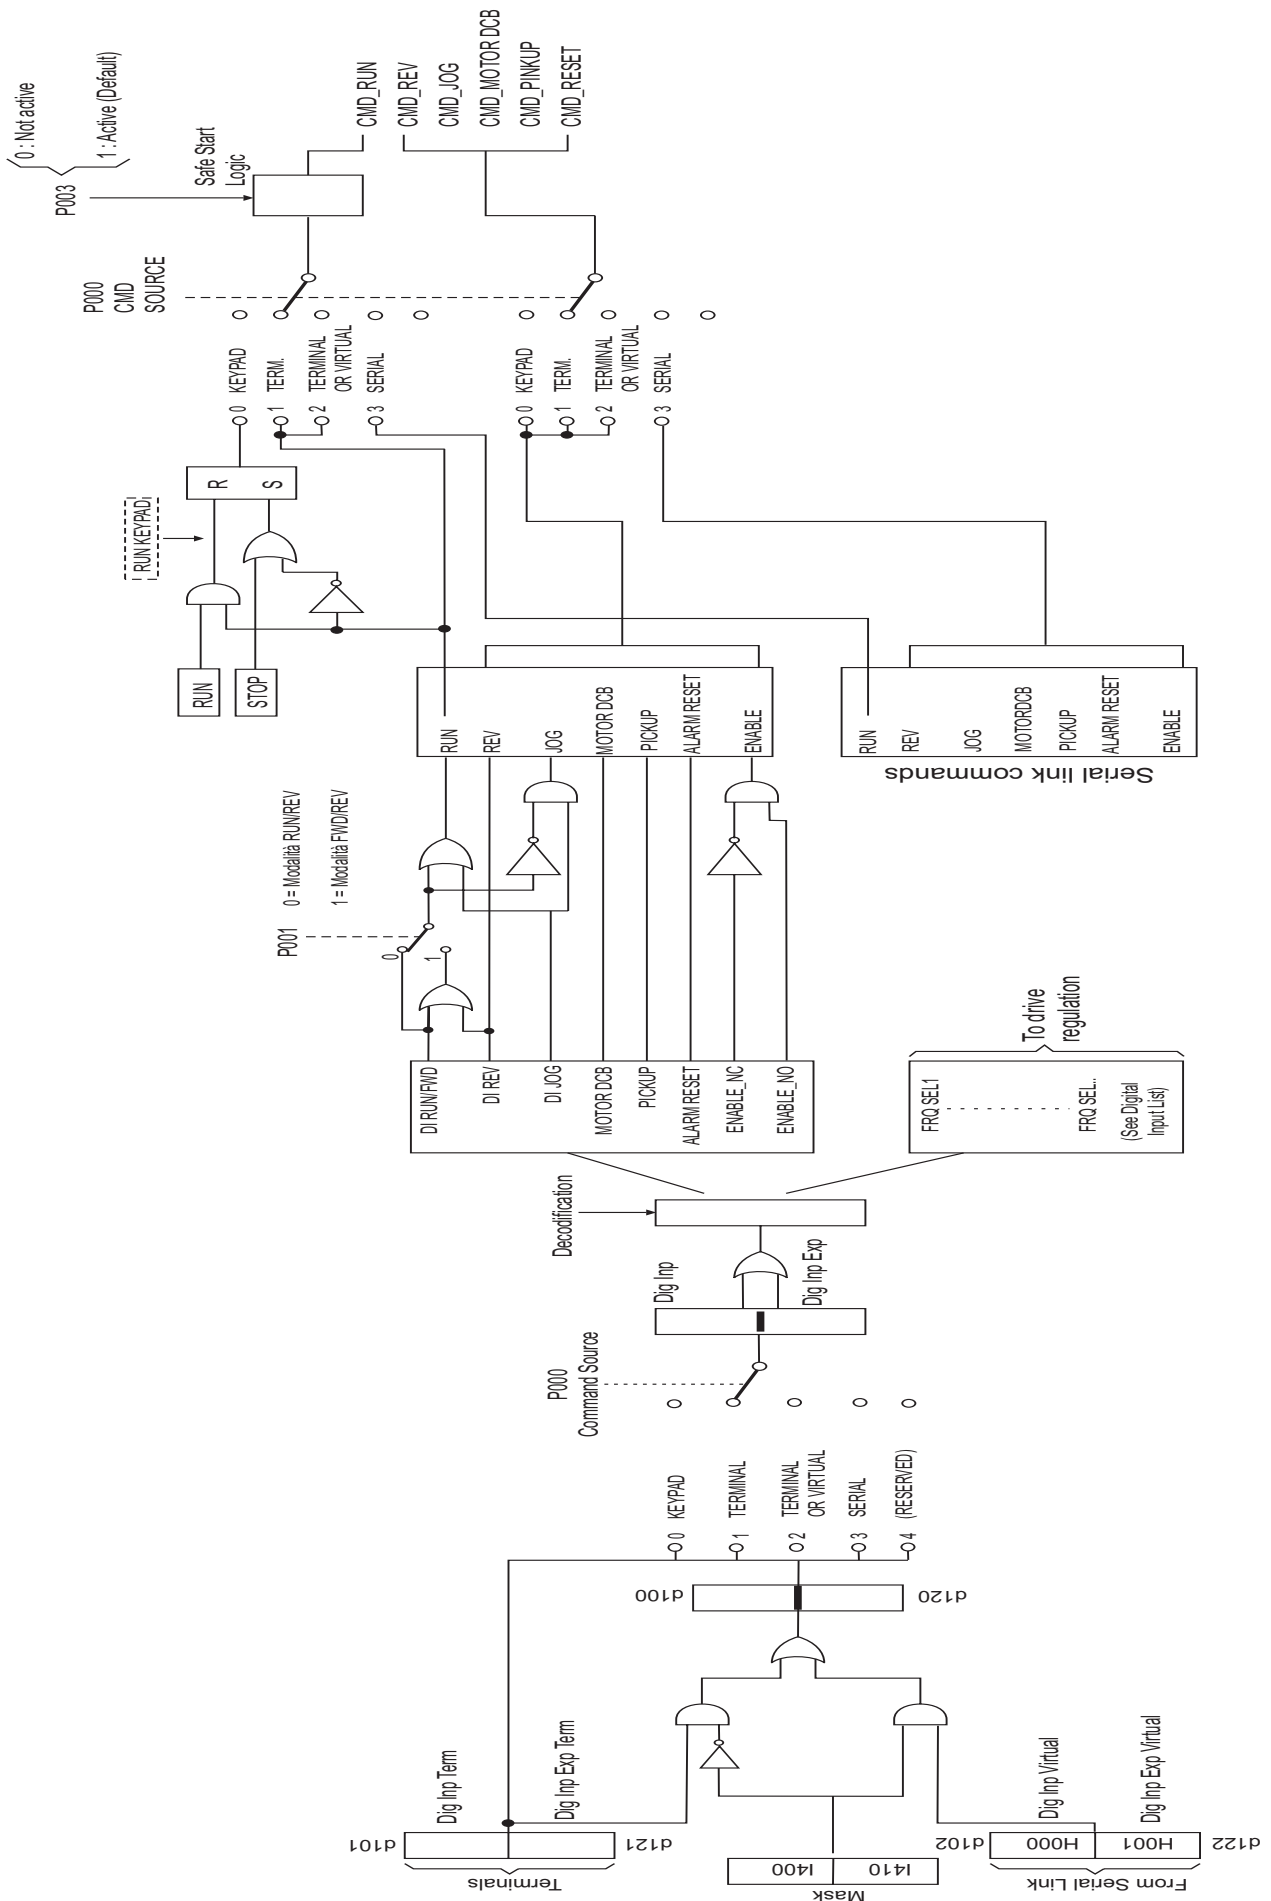 Terminals
d101
d121
Dig Inp Term
Dig Inp Exp Term
Mask
I400
I410
From Serial Link
d102
H000
H001
d122
Dig Inp Virtual
Dig Inp Exp Virtual
d100
d120
0 KEYPAD
1 TERMINAL
2 TERMINAL
OR VIRTUAL
3 SERIAL
4 (RESERVED)
P000
Command Source
Dig Inp
Dig Inp Exp
Decodification
DI RUN/FWD
DI REV
DI JOG
MOTOR DCB
PICKUP
ALARM RESET
ENABLE_NC
ENABLE_NO
FRQ SEL1
FRQ SEL..
(See Digital
Input List)
To drive
regulation
P001
0 = Modalità RUN/REV
1 = Modalità FWD/REV
0
1
RUN
REV
JOG
MOTOR DCB
PICKUP
ALARM RESET
ENABLE
Serial link commands
RUN
REV
JOG
MOTORDCB
PICKUP
ALARM RESET
ENABLE
RUN
STOP
RUN KEYPAD
R
S
0 KEYPAD
1 TERM.
2 TERMINAL
OR VIRTUAL
3 SERIAL
0 KEYPAD
1 TERM.
2 TERMINAL
OR VIRTUAL
3 SERIAL
P000
CMD
SOURCE
P003
0 : Not active
1 : Active (Default)
Safe Start
Logic
CMD_RUN
CMD_REV
CMD_JOG
CMD_MOTOR DCB
CMD_PINKUP
CMD_RESET